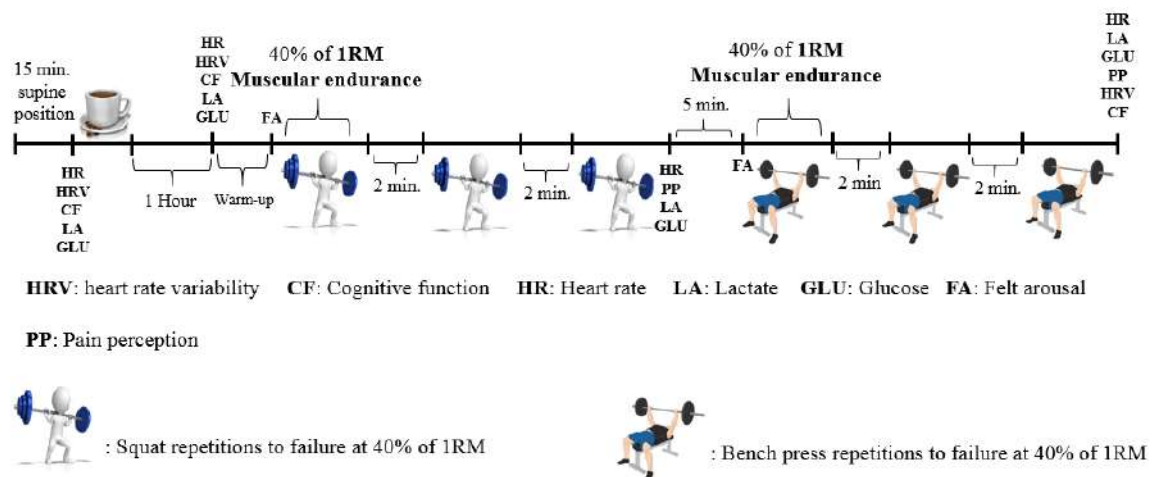 15 min.
supine
position
HR
HRV
CF
LA
GLU
1 Hour
HR
HRV
CF
LA
GLU
Warm-up
FA
40% of 1RM
Muscular endurance
2 min.
2 min.
HR
PP
LA
GLU
5 min.
FA
40% of 1RM
Muscular endurance
2 min
2 min.
HR
LA
GLU
PP
HRV
CF
HRV: heart rate variability CF: Cognitive function HR: Heart rate LA: Lactate GLU: Glucose FA: Felt arousal
PP: Pain perception
: Squat repetitions to failure at 40% of 1RM
: Bench press repetitions to failure at 40% of 1RM